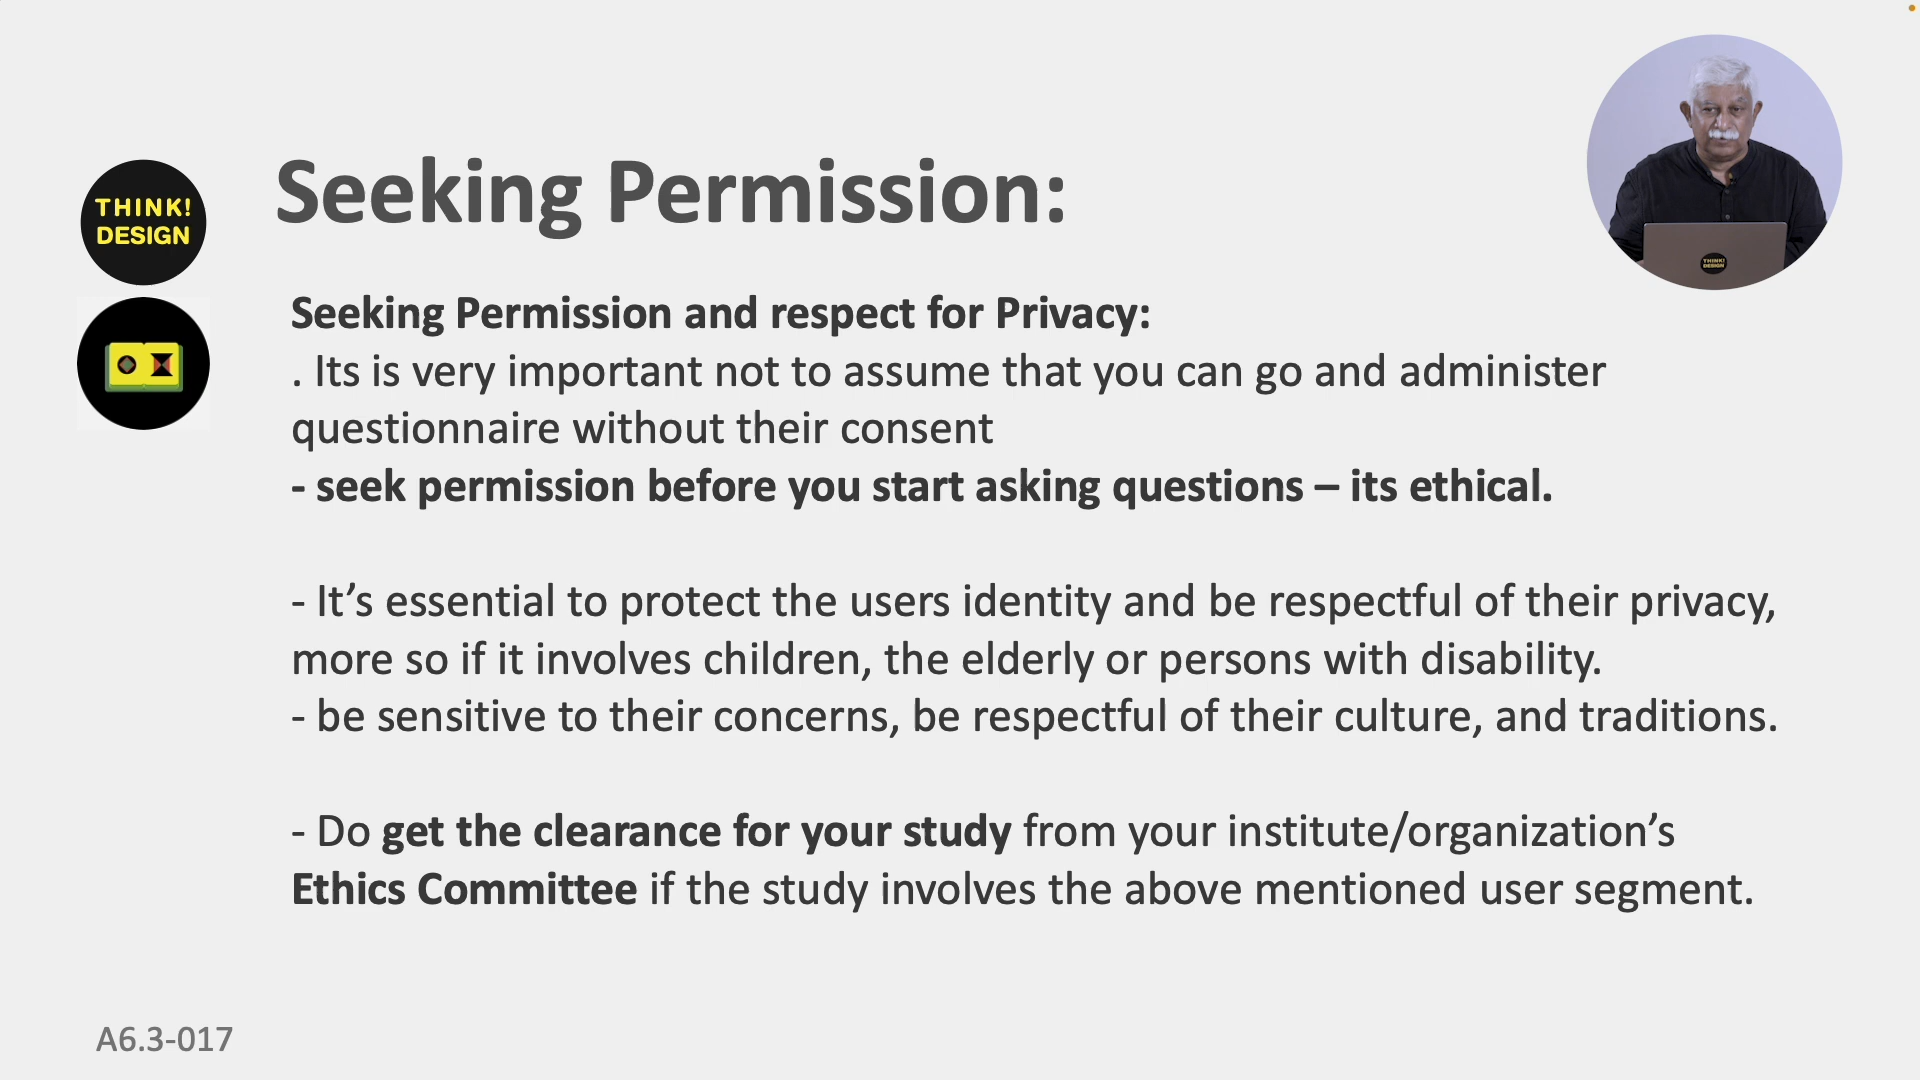 THINK!
DESIGN
Seeking Permission:
THINK!
DESIGN
Seeking Permission and respect for Privacy:
. Its is very important not to assume that you can go and administer
questionnaire without their consent
- seek permission before you start asking questions – its ethical.
- It’s essential to protect the users identity and be respectful of their privacy,
more so if it involves children, the elderly or persons with disability.
- be sensitive to their concerns, be respectful of their culture, and traditions.
- Do get the clearance for your study from your institute/organization’s
Ethics Committee if the study involves the above mentioned user segment.
A6.3-017